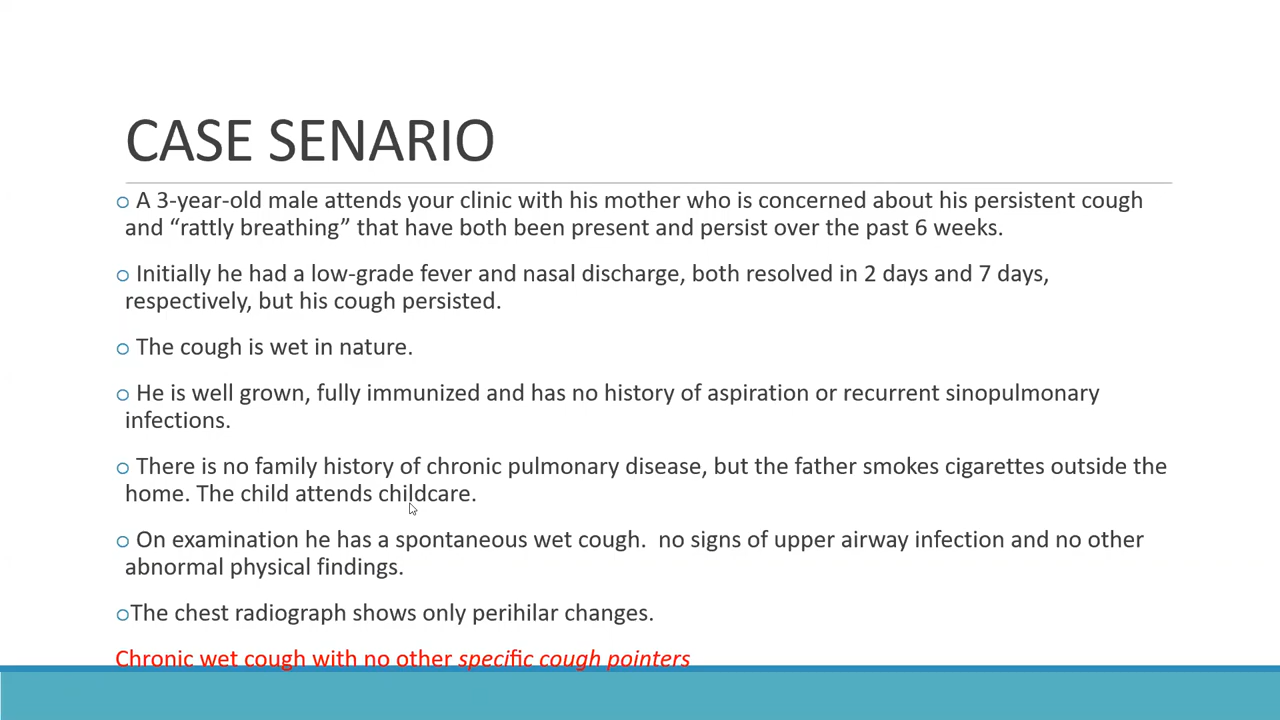 CASE SENARIO
o A 3-year-old male attends your clinic with his mother who is concerned about his persistent cough
and “rattly breathing” that have both been present and persist over the past 6 weeks.
o Initially he had a low-grade fever and nasal discharge, both resolved in 2 days and 7 days,
respectively, but his cough persisted.
o The cough is wet in nature.
o He is well grown, fully immunized and has no history of aspiration or recurrent sinopulmonary
infections.
o There is no family history of chronic pulmonary disease, but the father smokes cigarettes outside the
home. The child attends childcare.
o On examination he has a spontaneous wet cough.  no signs of upper airway infection and no other
abnormal physical findings.
oThe chest radiograph shows only perihilar changes.
Chronic wet cough with no other specific cough pointers